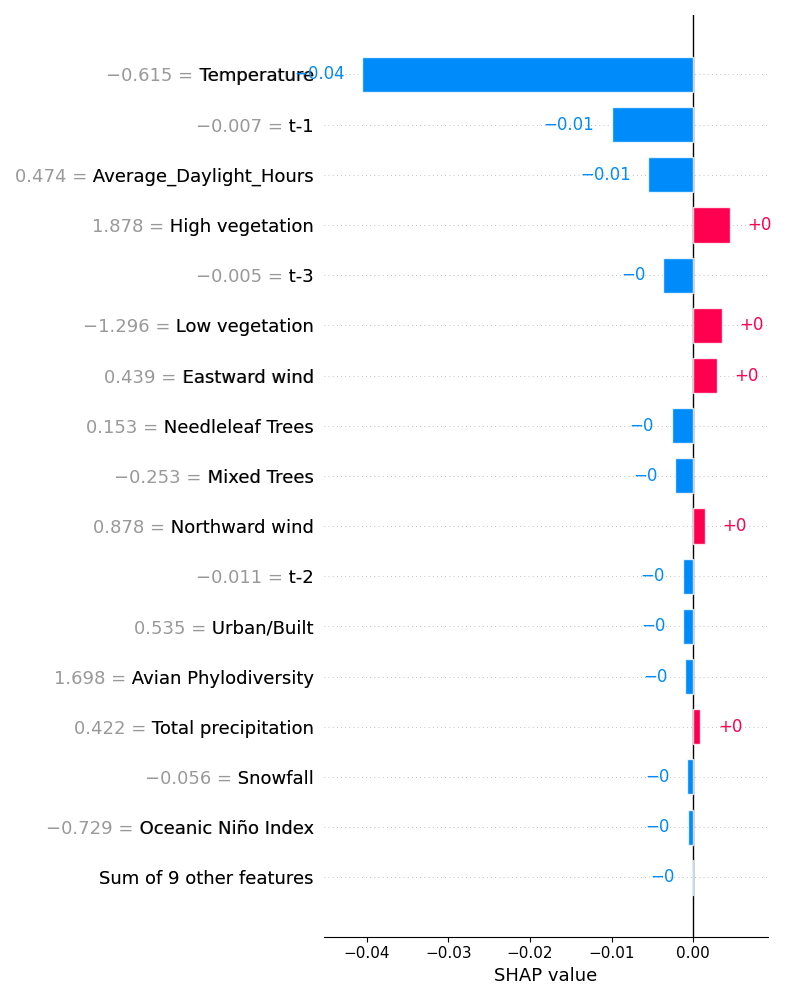 −0.615 = Temperature −0.04
−0.007 = t-1 −0.01
0.474 = Average_Daylight_Hours −0.01
1.878 = High vegetation +0
−0.005 = t-3 −0
−1.296 = Low vegetation +0
0.439 = Eastward wind +0
0.153 = Needleleaf Trees −0
−0.253 = Mixed Trees −0
0.878 = Northward wind +0
−0.011 = t-2 −0
0.535 = Urban/Built −0
1.698 = Avian Phylodiversity −0
0.422 = Total precipitation +0
−0.056 = Snowfall −0
−0.729 = Oceanic Niño Index −0
Sum of 9 other features −0
−0.04 −0.03 −0.02 −0.01 0.00
SHAP value